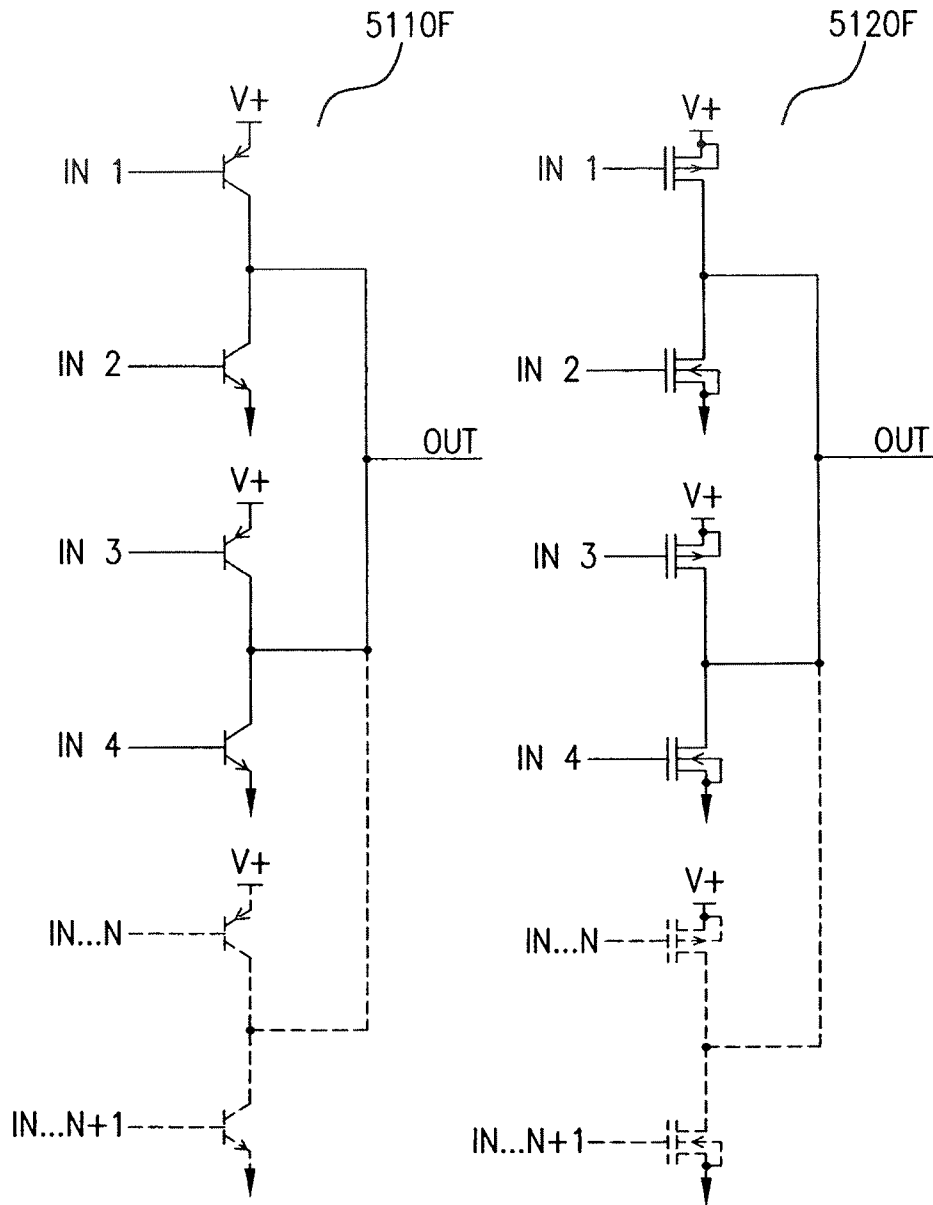 5110F
V+
IN 1
IN 2
OUT
V+
IN 3
IN 4
V+
IN...N
IN...N+1
5120F
V+
IN 1
IN 2
OUT
V+
IN 3
IN 4
V+
IN...N
IN...N+1